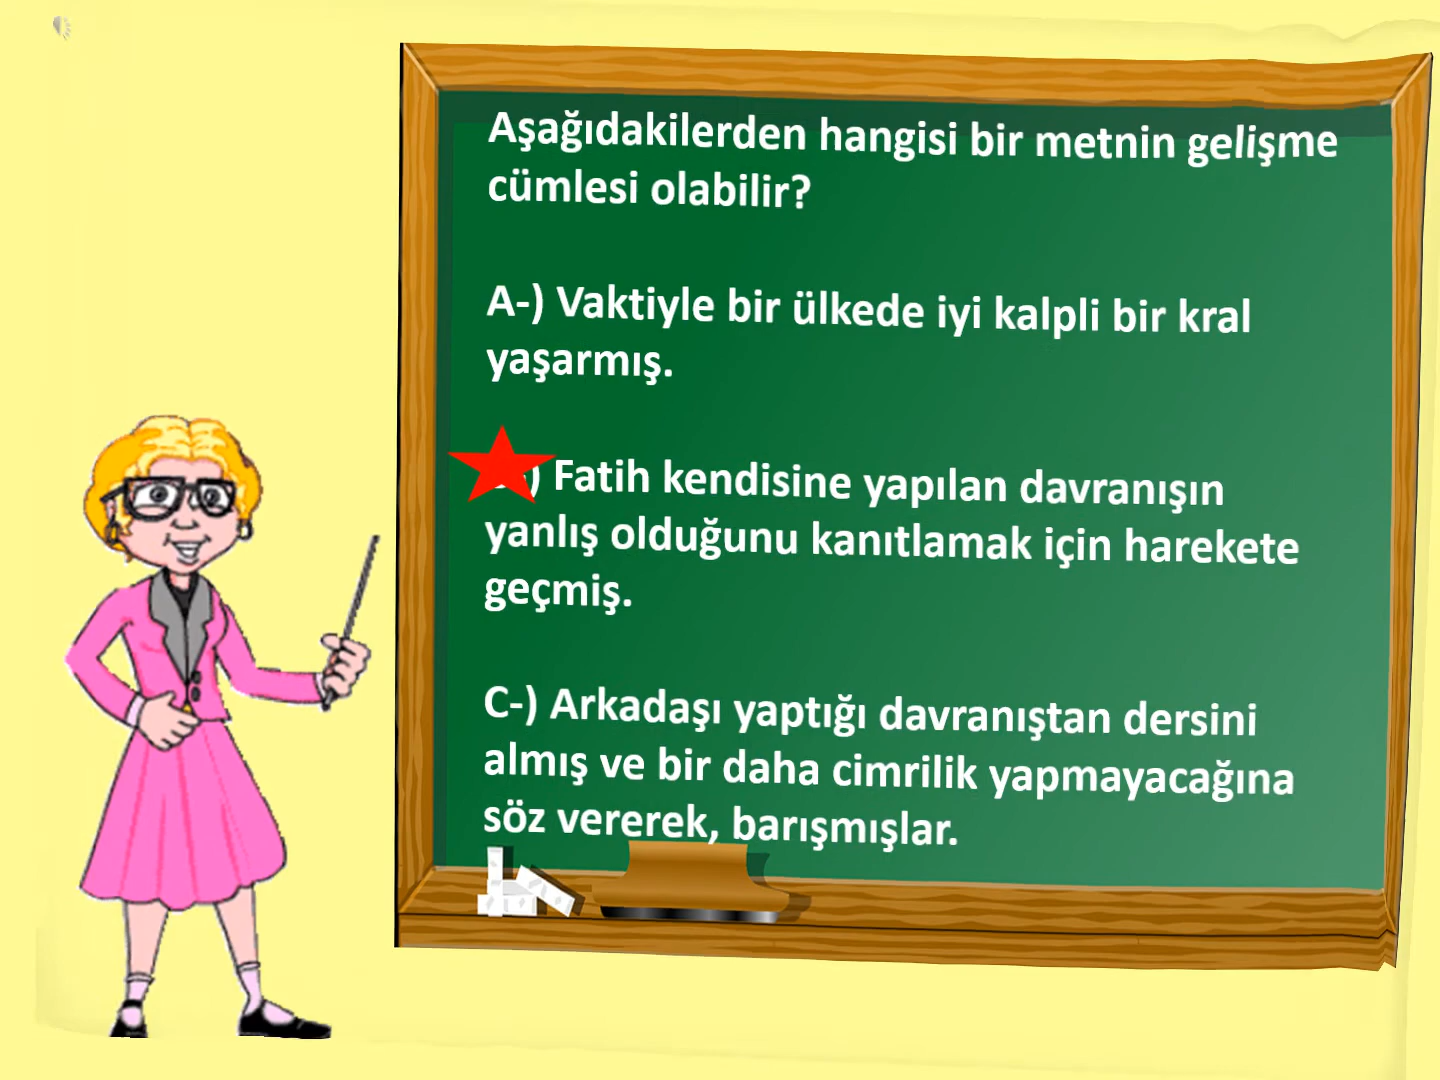 Aşağıdakilerden hangisi bir metnin gelişme
cümlesi olabilir?
A-) Vaktiyle bir ülkede iyi kalpli bir kral
yaşarmış.
) Fatih kendisine yapılan davranışın
yanlış olduğunu kanıtlamak için harekete
geçmiş.
C-) Arkadaşı yaptığı davranıştan dersini
almış ve bir daha cimrilik yapmayacağına
söz vererek, barışmışlar.